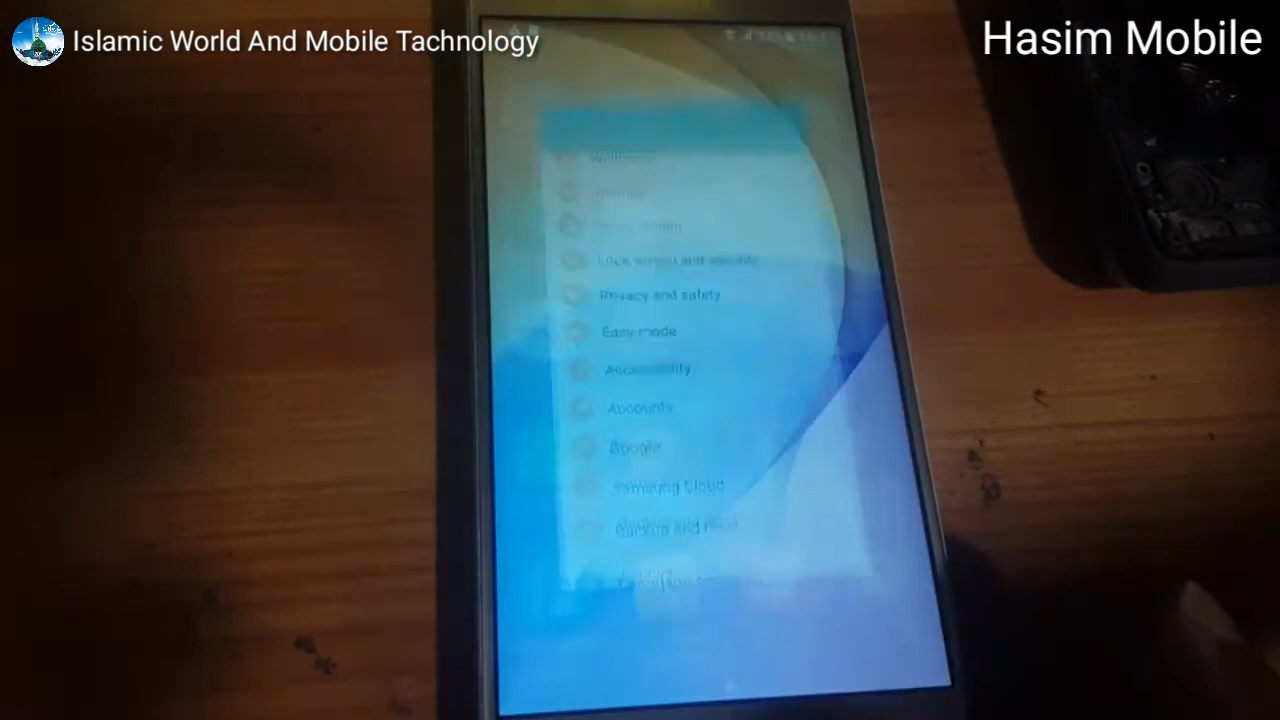 Islamic World And Mobile Tachnology
Hasim Mobile
Lock screen and security
Privacy and safety
Easy mode
Accessibility
Accounts
Google
Samsung Cloud
Backup and reset